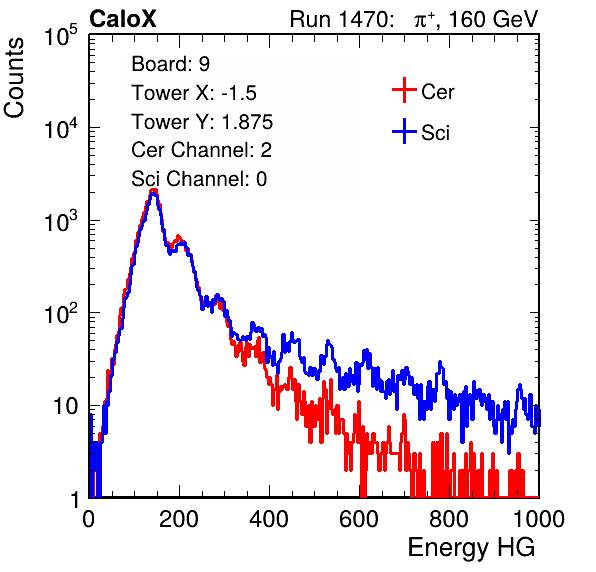 CaloX Run 1470: π⁺, 160 GeV
Counts
Board: 9
Tower X: -1.5
Tower Y: 1.875
Cer Channel: 2
Sci Channel: 0
Cer
Sci
10⁵
10⁴
10³
10²
10
1
0 200 400 600 800 1000
Energy HG